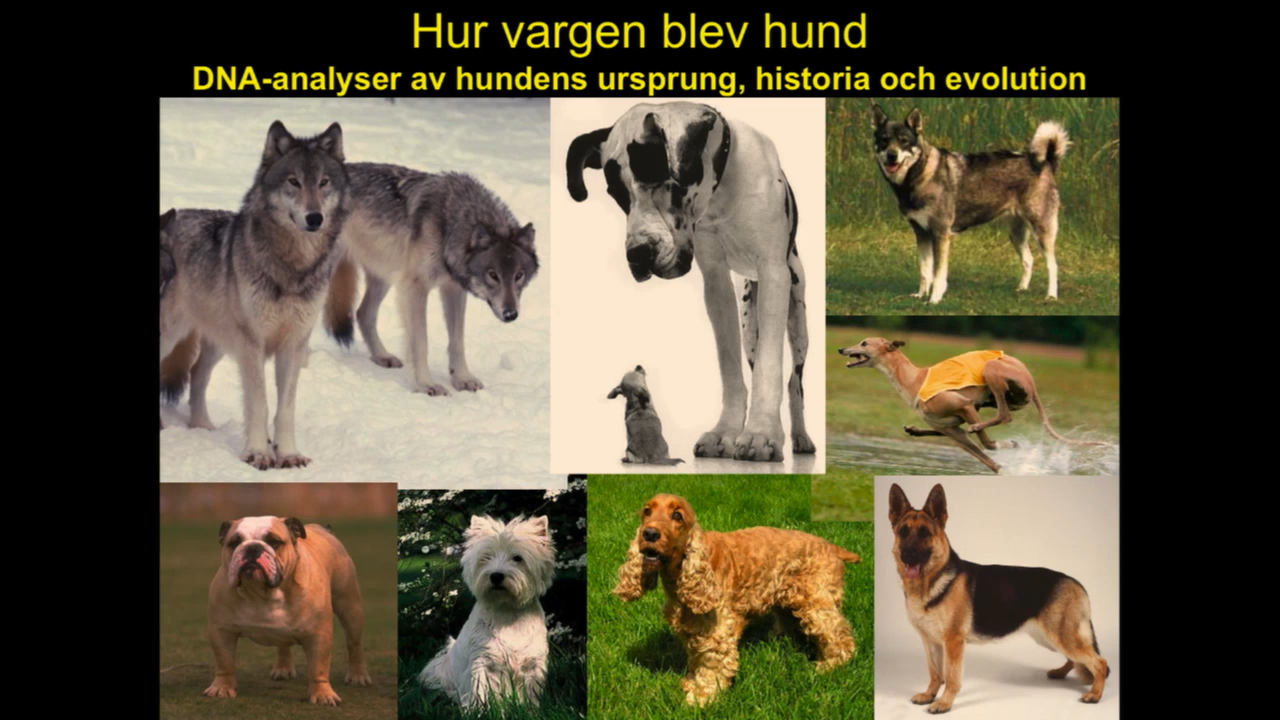 Hur vargen blev hund
DNA-analyser av hundens ursprung, historia och evolution